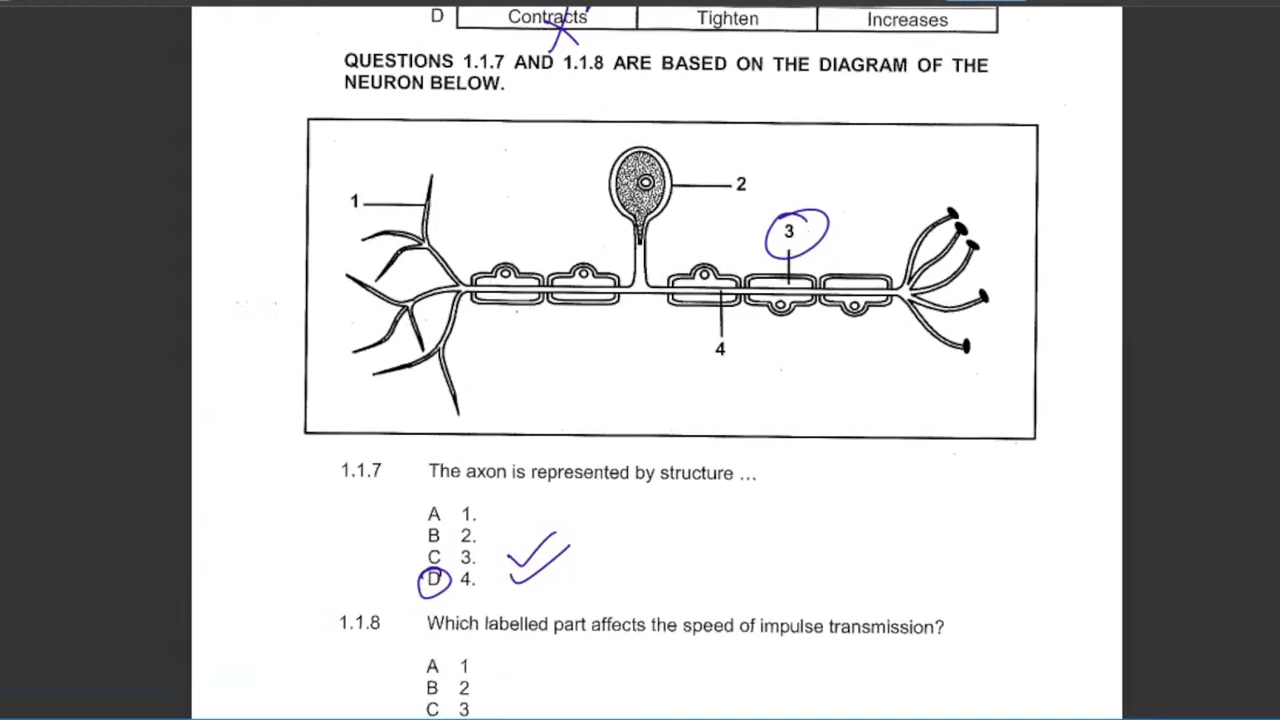 D Contracts Tighten Increases
QUESTIONS 1.1.7 AND 1.1.8 ARE BASED ON THE DIAGRAM OF THE
NEURON BELOW.
1
2
3
4
1.1.7 The axon is represented by structure ...
A 1.
B 2.
C 3.
D 4.
1.1.8 Which labelled part affects the speed of impulse transmission?
A 1
B 2
C 3